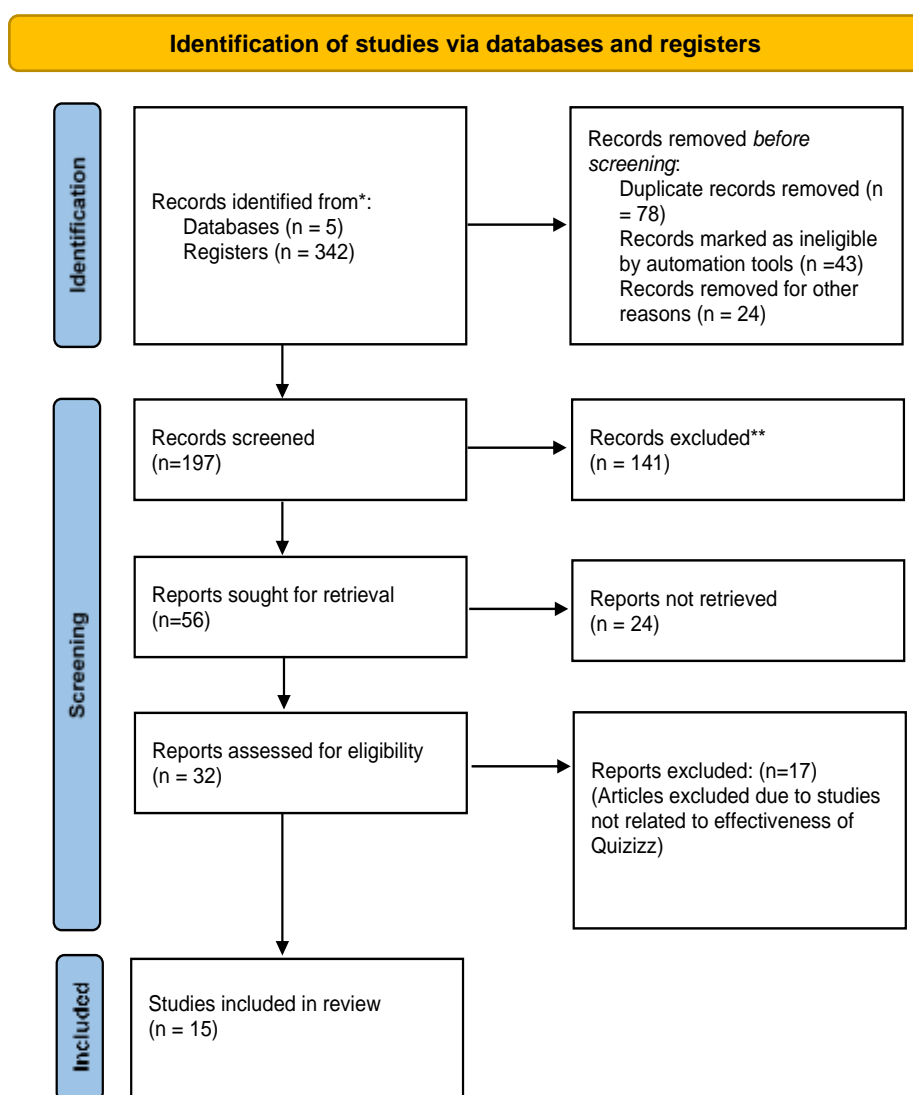 Identification of studies via databases and registers
Identification
Records identified from*:
Databases (n = 5)
Registers (n = 342)
Records removed before
screening:
Duplicate records removed (n
= 78)
Records marked as ineligible
by automation tools (n =43)
Records removed for other
reasons (n = 24)
Screening
Records screened
(n=197)
Records excluded**
(n = 141)
Reports sought for retrieval
(n=56)
Reports not retrieved
(n = 24)
Reports assessed for eligibility
(n = 32)
Reports excluded: (n=17)
(Articles excluded due to studies
not related to effectiveness of
Quizizz)
Included
Studies included in review
(n = 15)